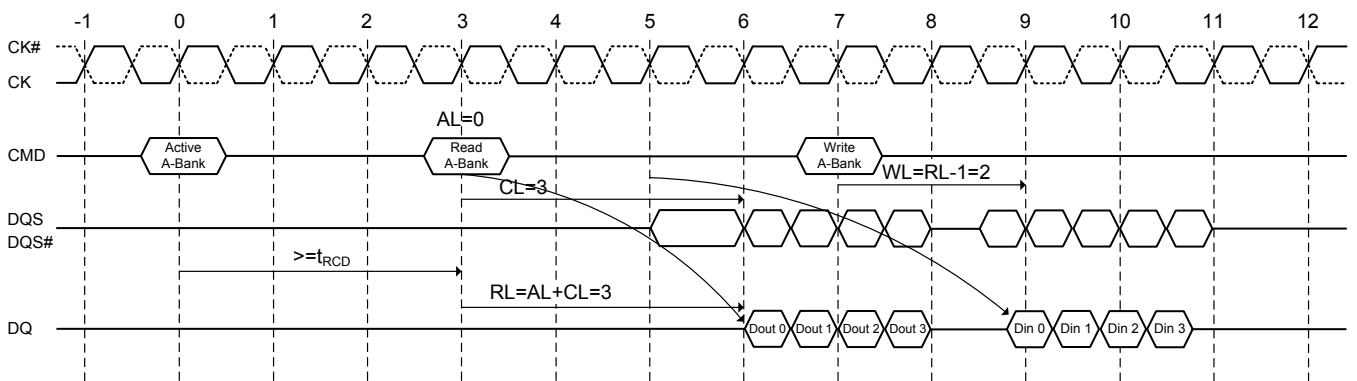 -1 0 1 2 3 4 5 6 7 8 9 10 11 12
CK#
CK
AL=0
CMD Active A-Bank Read A-Bank Write A-Bank
CL=3 WL=RL-1=2
DQS
DQS#
>=tRCD
RL=AL+CL=3
DQ Dout 0 Dout 1 Dout 2 Dout 3 Din 0 Din 1 Din 2 Din 3